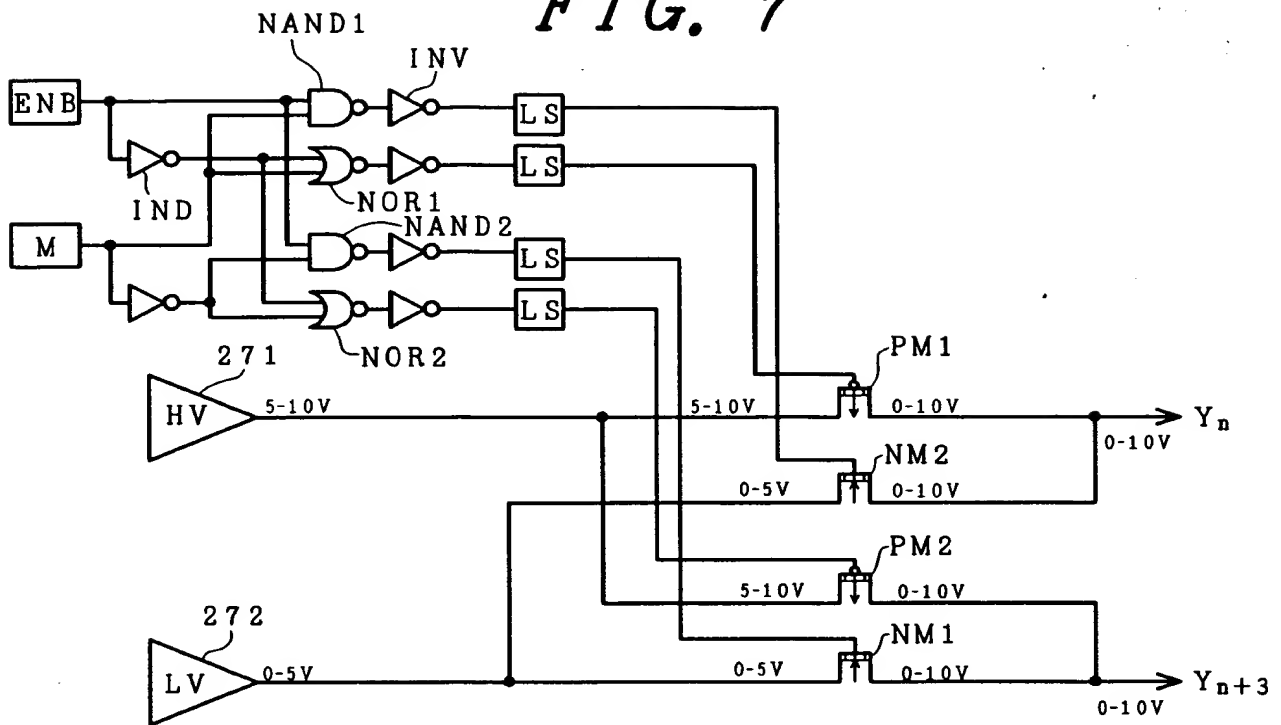 FIG. 7
NAND1
INV
ENB
LS
LS
IND
NOR1
NAND2
M
LS
LS
NOR2
271
PM1
HV
5-10V
5-10V
0-10V
Yn
0-10V
NM2
0-5V
0-10V
PM2
5-10V
0-10V
272
NM1
LV
0-5V
0-5V
0-10V
Yn+3
0-10V